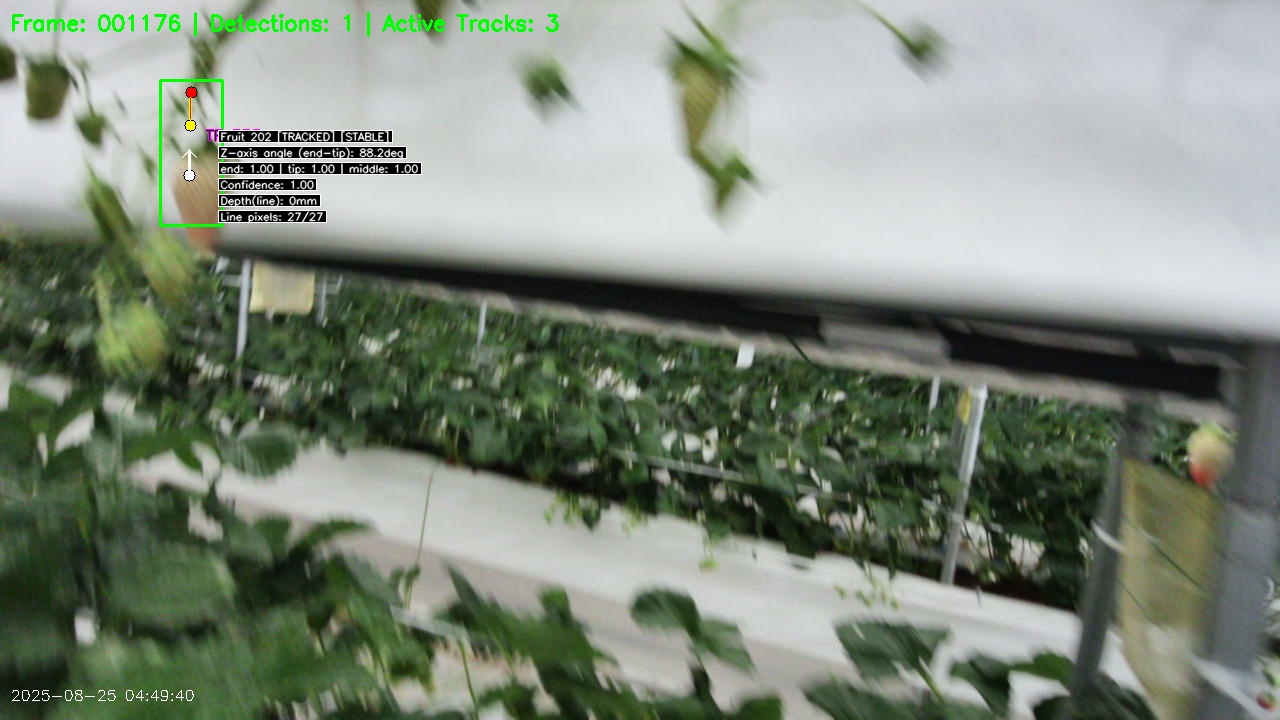 Frame: 001176 | Detections: 1 | Active Tracks: 3
Fruit 202 [TRACKED] [STABLE]
Z-axis angle (end-tip): 88.2deg
end: 1.00 | tip: 1.00 | middle: 1.00
Confidence: 1.00
Depth(line): 0mm
Line pixels: 27/27
2025-08-25 04:49:40